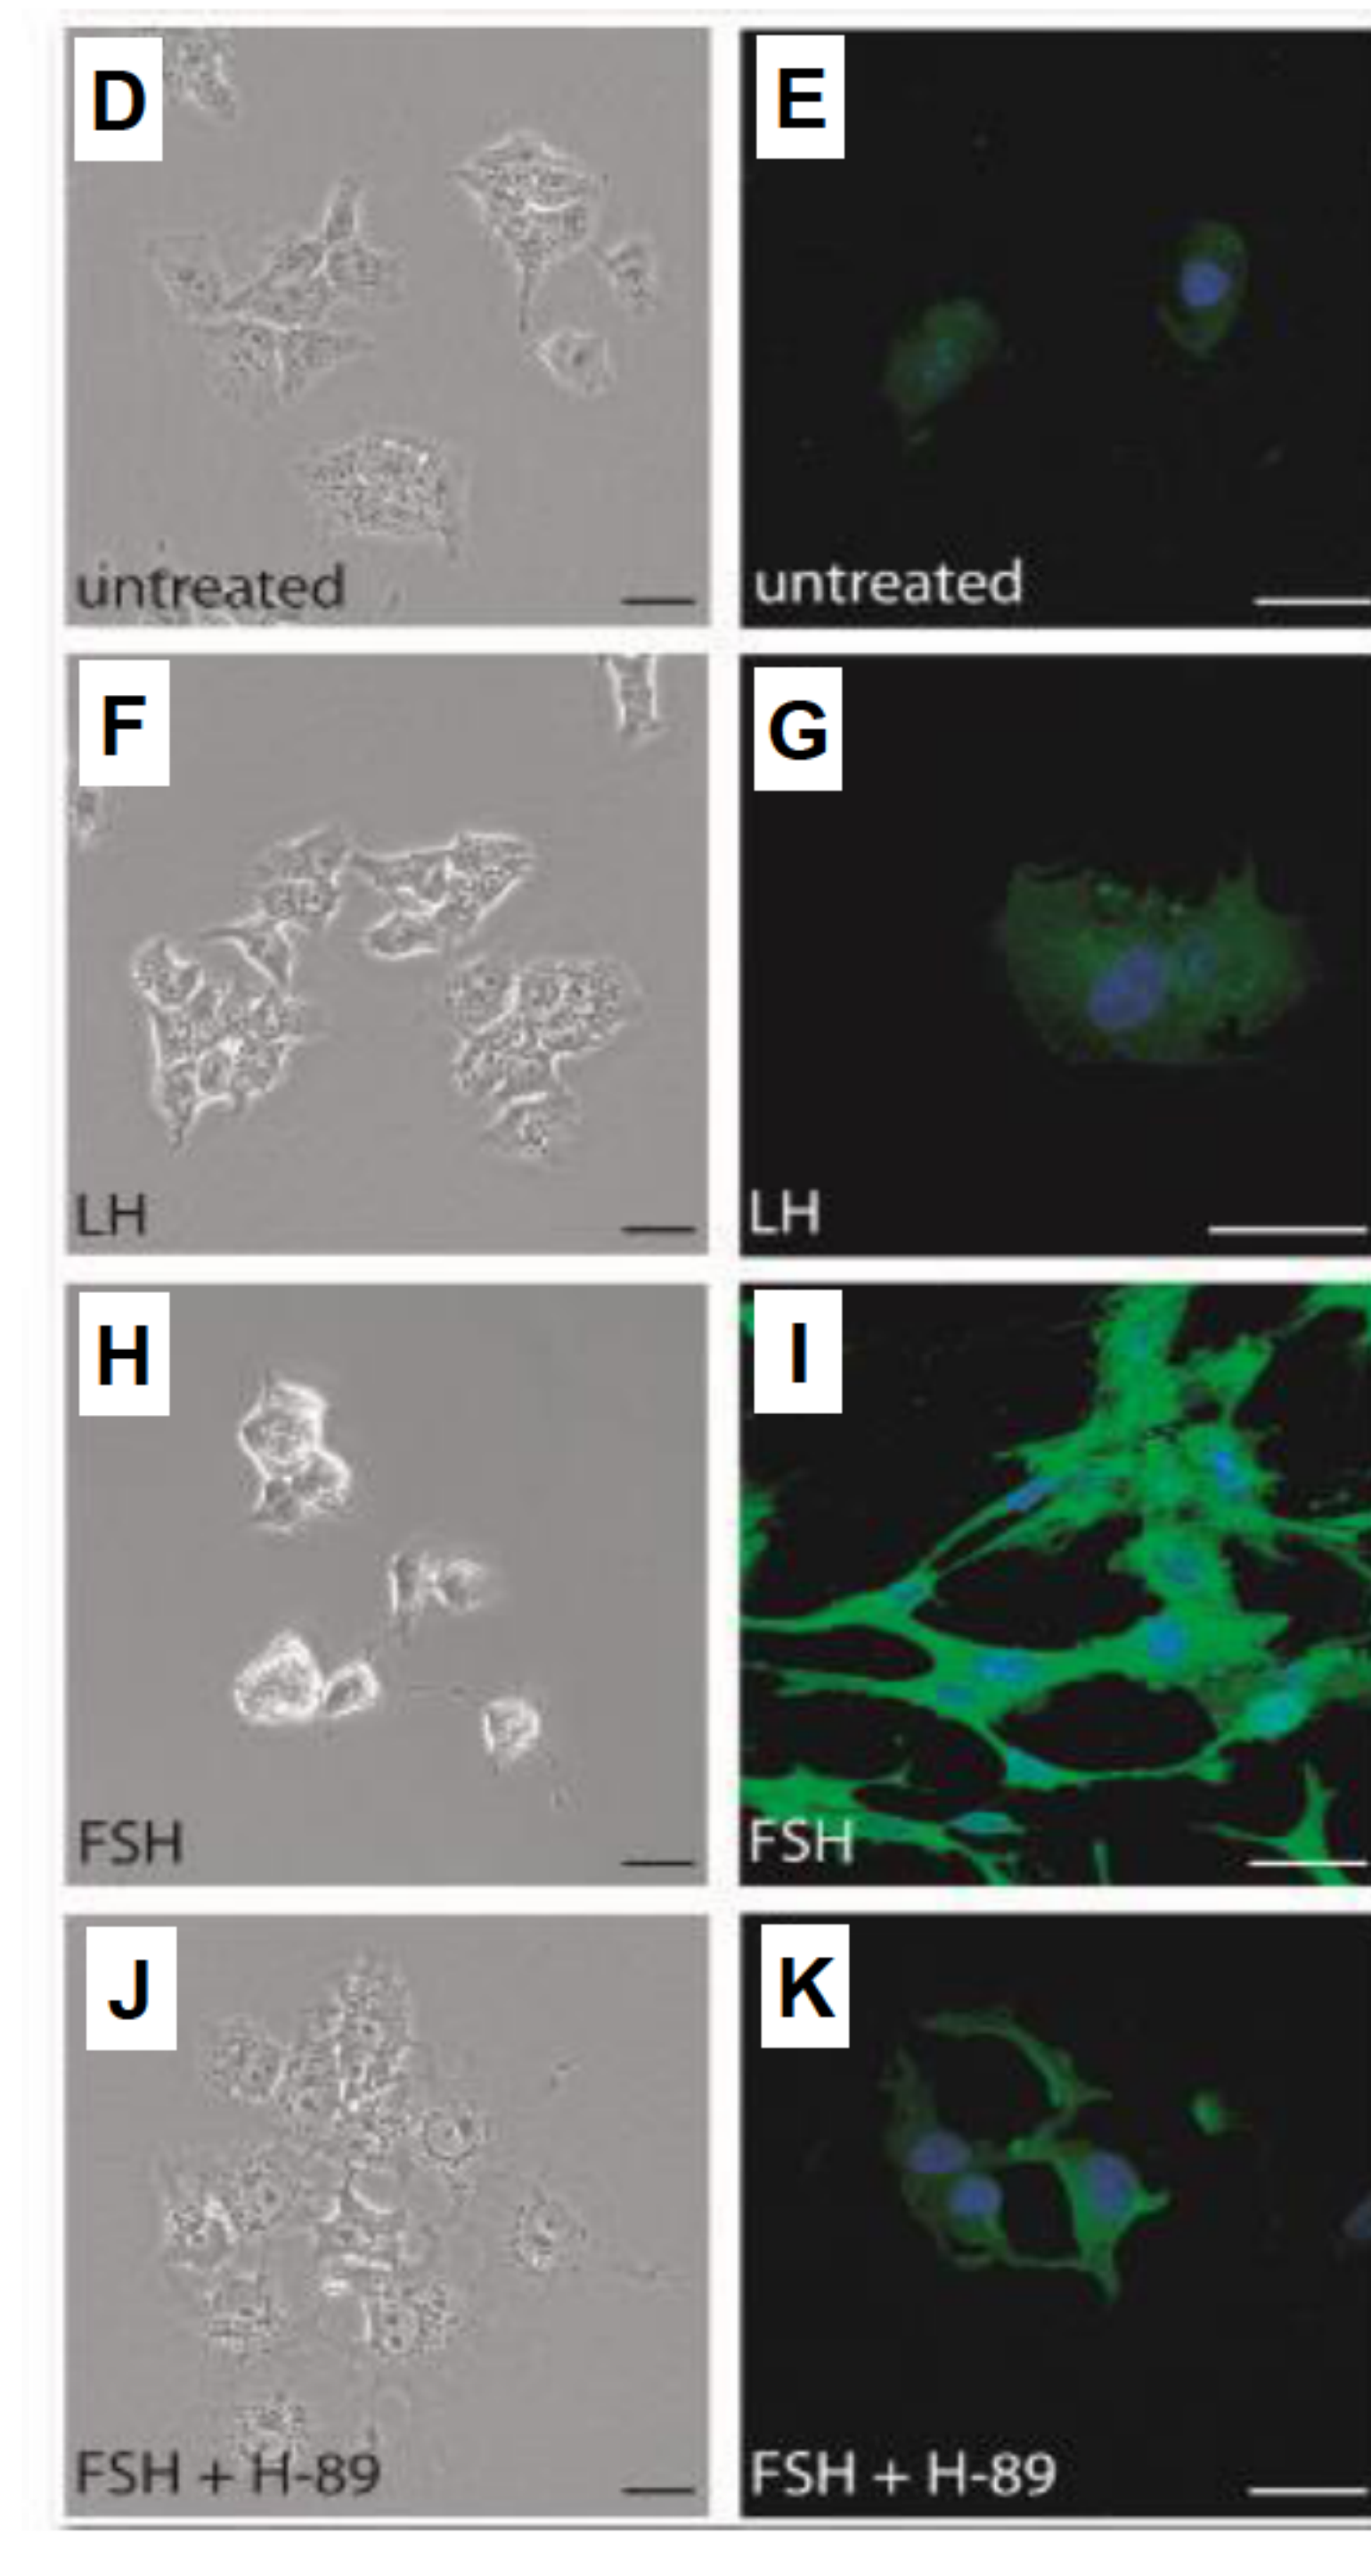 D
E
untreated
untreated
F
G
LH
LH
H
I
FSH
FSH
J
K
FSH + H-89
FSH + H-89